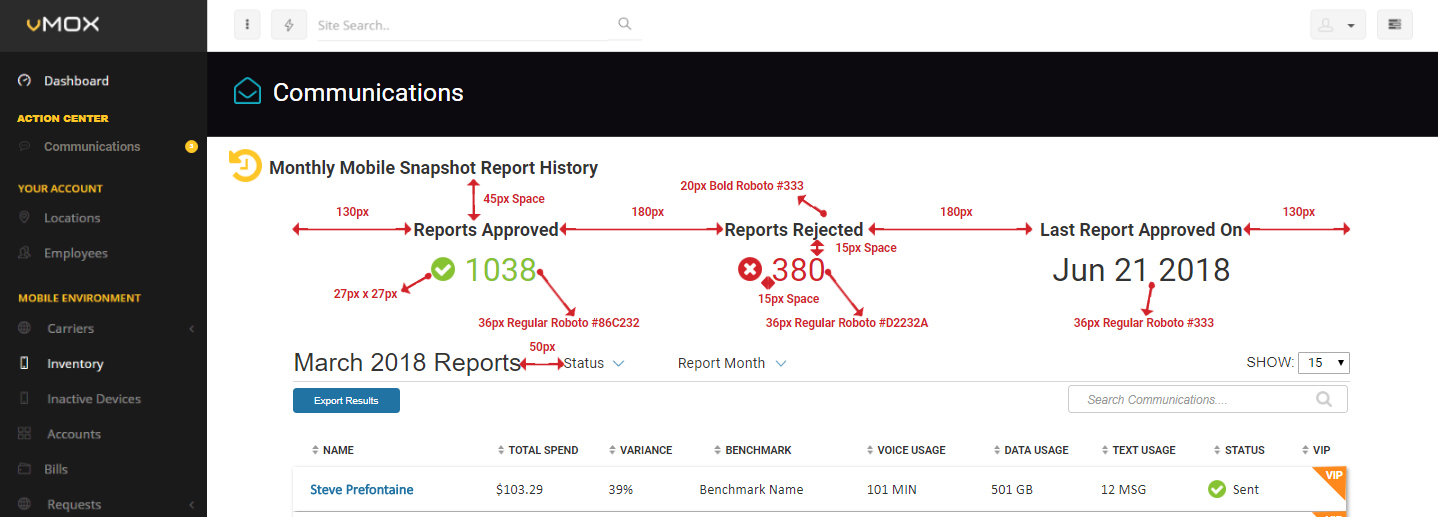 vMOX
Site Search..
Dashboard
Communications
ACTION CENTER
Communications
Monthly Mobile Snapshot Report History
YOUR ACCOUNT
20px Bold Roboto #333
45px Space
Locations
130px
180px
180px
130px
Reports Approved
Reports Rejected
Last Report Approved On
15px Space
Employees
1038
380
Jun 21 2018
27px x 27px
15px Space
MOBILE ENVIRONMENT
36px Regular Roboto #86C232
36px Regular Roboto #D2232A
36px Regular Roboto #333
Carriers
50px
March 2018 Reports
Status
Report Month
SHOW: 15
Inventory
Export Results
Search Communications....
Inactive Devices
Accounts
NAME TOTAL SPEND VARIANCE BENCHMARK VOICE USAGE DATA USAGE TEXT USAGE STATUS VIP
Bills
VIP
Steve Prefontaine $103.29 39% Benchmark Name 101 MIN 501 GB 12 MSG Sent
Requests